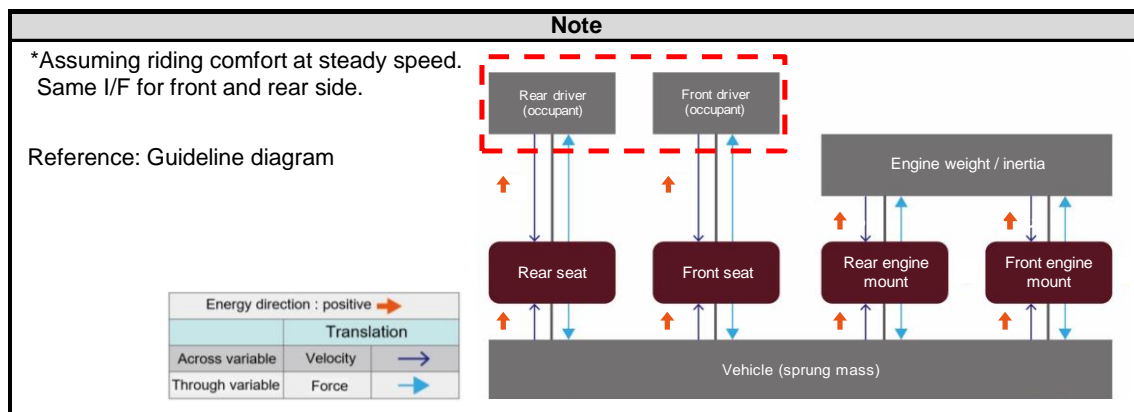 Note
*Assuming riding comfort at steady speed.
Same I/F for front and rear side.
Reference: Guideline diagram
Rear driver
(occupant)
Front driver
(occupant)
Engine weight / inertia
Rear seat
Front seat
Rear engine
mount
Front engine
mount
Vehicle (sprung mass)
Energy direction : positive
Translation
Across variable Velocity
Through variable Force